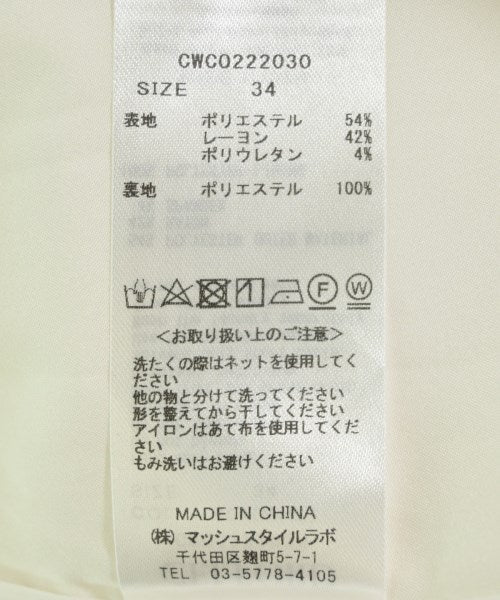 CWCO222030
SIZE 34
表地 ポリエステル 54%
レーヨン 42%
ポリウレタン 4%
裏地 ポリエステル 100%
F W
<お取り扱い上のご注意>
洗たくの際はネットを使用してく
ださい
他の物と分けて洗ってください
形を整えてから干してください
アイロンはあて布を使用してくだ
さい
もみ洗いはお避けください
MADE IN CHINA
(株) マッシュスタイルラボ
千代田区麹町5-7-1
TEL 03-5778-4105